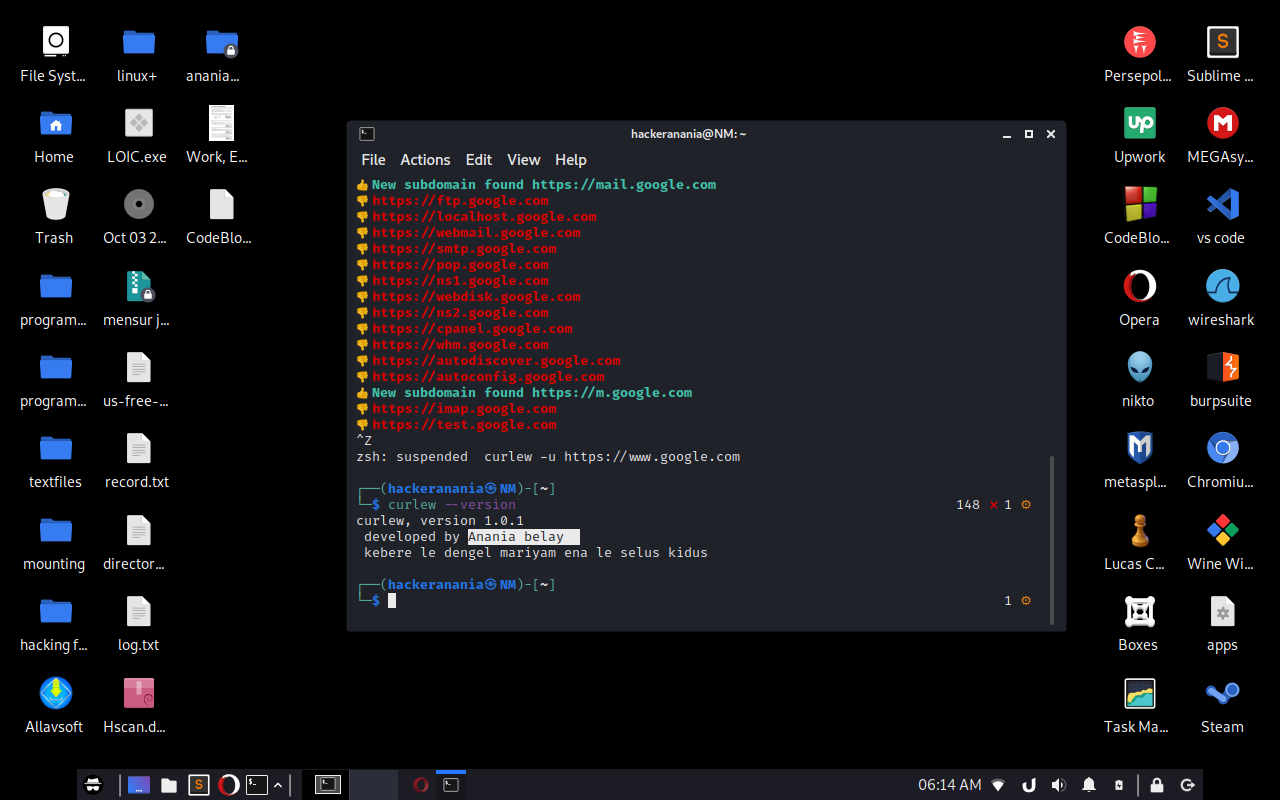 File Syst...
linux+
anania...
Home
LOIC.exe
Work, E...
Trash
Oct 03 2...
CodeBlo...
program...
mensur j...
program...
us-free-...
textfiles
record.txt
mounting
director...
hacking f...
log.txt
Allavsoft
Hscan.d...
hackeranania@NM: ~
File Actions Edit View Help
👍New subdomain found https://mail.google.com
👎https://ftp.google.com
👎https://localhost.google.com
👎https://webmail.google.com
👎https://smtp.google.com
👎https://pop.google.com
👎https://ns1.google.com
👎https://webdisk.google.com
👎https://ns2.google.com
👎https://cpanel.google.com
👎https://whm.google.com
👎https://autodiscover.google.com
👎https://autoconfig.google.com
👍New subdomain found https://m.google.com
👎https://imap.google.com
👎https://test.google.com
^Z
zsh: suspended  curlew -u https://www.google.com
┌──(hackeranania㉿NM)-[~]
└─$ curlew --version 148 ✕ 1 ⚙
curlew, version 1.0.1
developed by Anania belay
kebere le dengel mariyam ena le selus kidus
┌──(hackeranania㉿NM)-[~]
└─$ 1 ⚙
Persepol...
Sublime ...
Upwork
MEGAsy...
CodeBlo...
vs code
Opera
wireshark
nikto
burpsuite
metaspl...
Chromiu...
Lucas C...
Wine Wi...
Boxes
apps
Task Ma...
Steam
06:14 AM